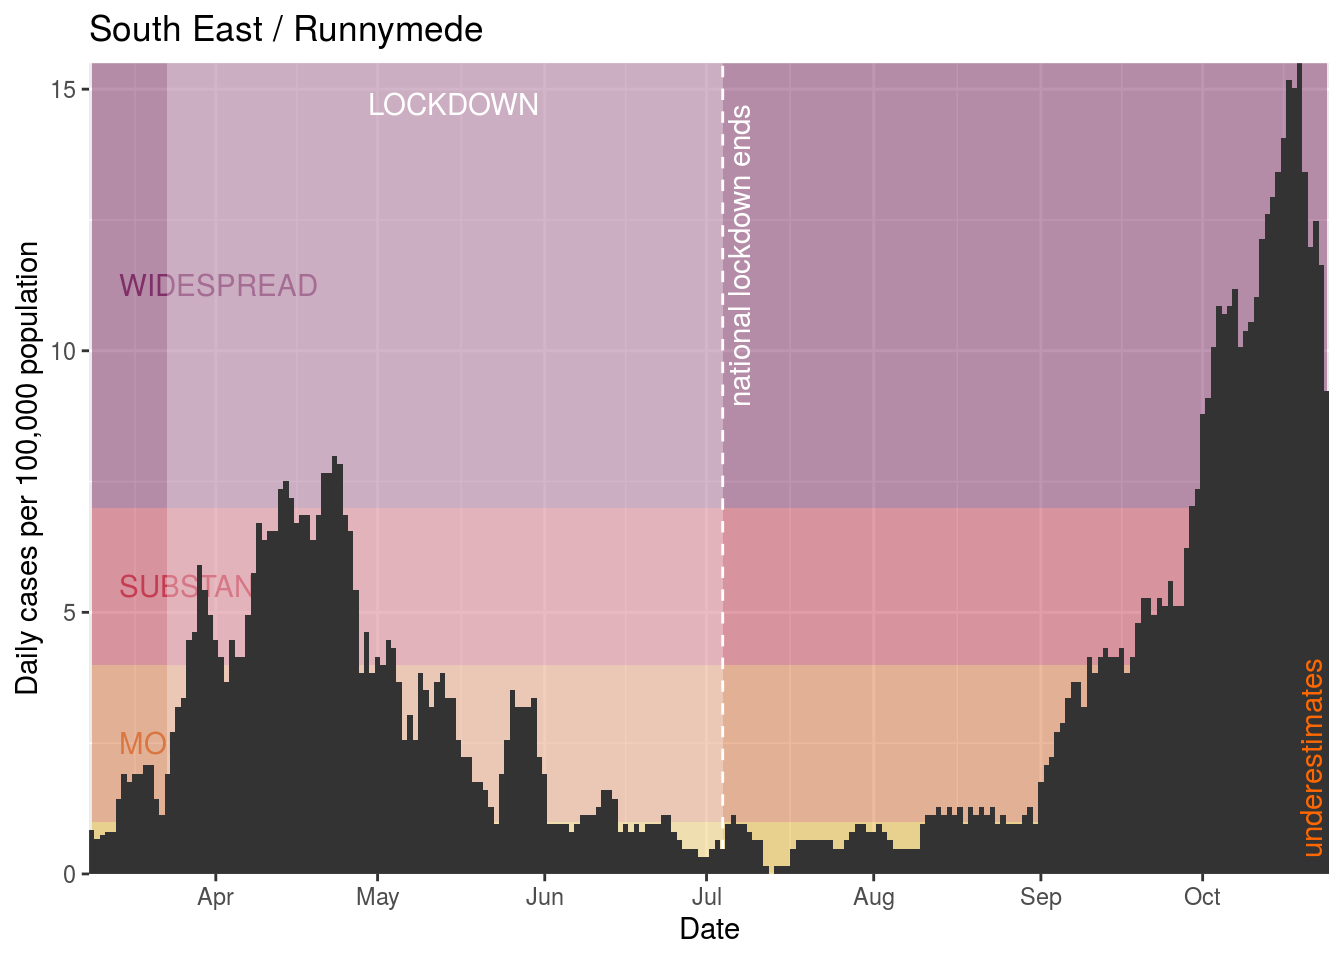 South East / Runnymede
Daily cases per 100,000 population
15
10
5
0
LOCKDOWN
national lockdown ends
WIDESPREAD
SUBSTAN
MO
underestimates
Apr
May
Jun
Jul
Aug
Sep
Oct
Date